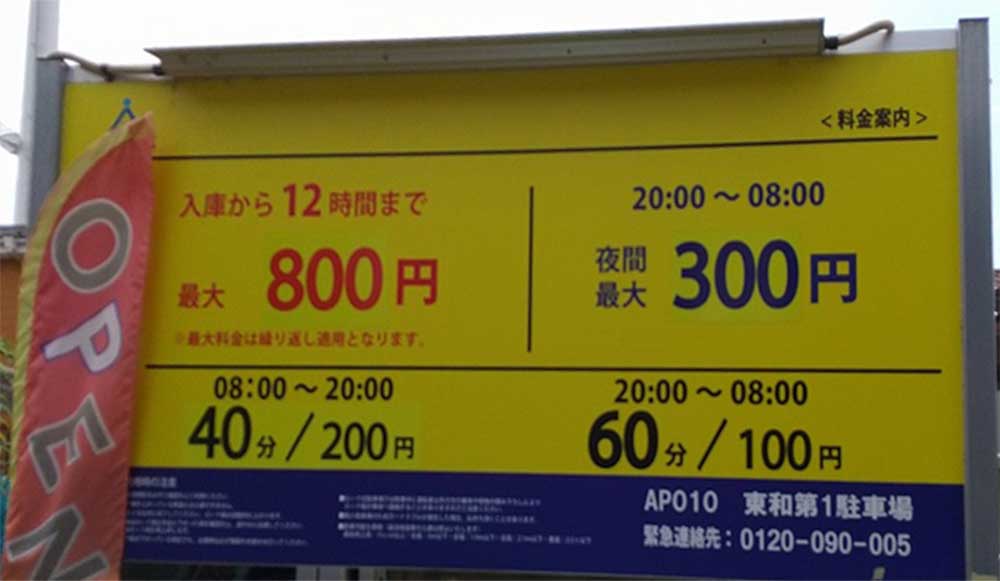 <料金案内>
入庫から12時間まで
最大 800円
※最大料金は繰り返し適用となります。
20:00～08:00
夜間
最大 300円
08:00～20:00
40分/200円
20:00～08:00
60分/100円
AP010 東和第1駐車場
緊急連絡先：0120-090-005
OPEN